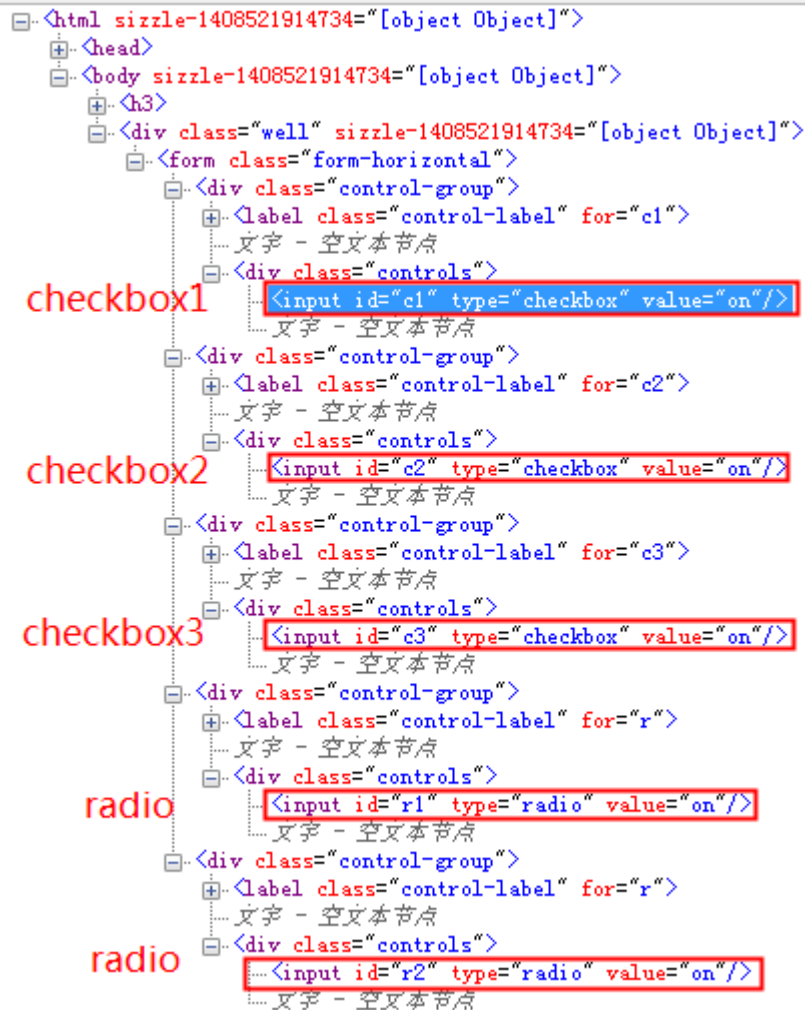 <html sizzle-1408521914734="[object Object]">
<head>
<body sizzle-1408521914734="[object Object]">
<h3>
<div class="well" sizzle-1408521914734="[object Object]">
<form class="form-horizontal">
<div class="control-group">
<label class="control-label" for="c1">
文字 - 空文本节点
<div class="controls">
checkbox1 <input id="c1" type="checkbox" value="on"/>
文字 - 空文本节点
<div class="control-group">
<label class="control-label" for="c2">
文字 - 空文本节点
<div class="controls">
checkbox2 <input id="c2" type="checkbox" value="on"/>
文字 - 空文本节点
<div class="control-group">
<label class="control-label" for="c3">
文字 - 空文本节点
<div class="controls">
checkbox3 <input id="c3" type="checkbox" value="on"/>
文字 - 空文本节点
<div class="control-group">
<label class="control-label" for="r">
文字 - 空文本节点
<div class="controls">
radio <input id="r1" type="radio" value="on"/>
文字 - 空文本节点
<div class="control-group">
<label class="control-label" for="r">
文字 - 空文本节点
<div class="controls">
radio <input id="r2" type="radio" value="on"/>
文字 - 空文本节点